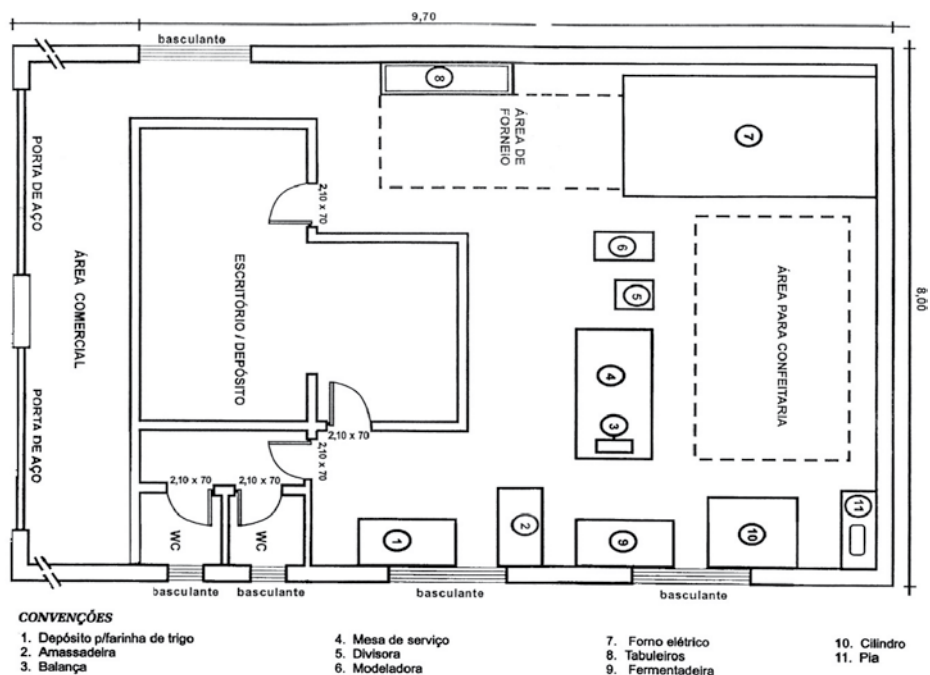 9,70
basculante
8
ÁREA DE
FORNEIO
7
8,00
PORTA DE AÇO
2,10 x 70
6
5
ÁREA PARA CONFEITARIA
ÁREA COMERCIAL
ESCRITÓRIO / DEPÓSITO
4
3
PORTA DE AÇO
2,10 x 70
2,10 x 70
2,10 x 70
2,10 x 70
WC
WC
1
2
9
10
11
basculante
basculante
basculante
basculante
CONVENÇÕES
1. Depósito p/farinha de trigo
2. Amassadeira
3. Balança
4. Mesa de serviço
5. Divisora
6. Modeladora
7. Forno elétrico
8. Tabuleiros
9. Fermentadeira
10. Cilindro
11. Pia